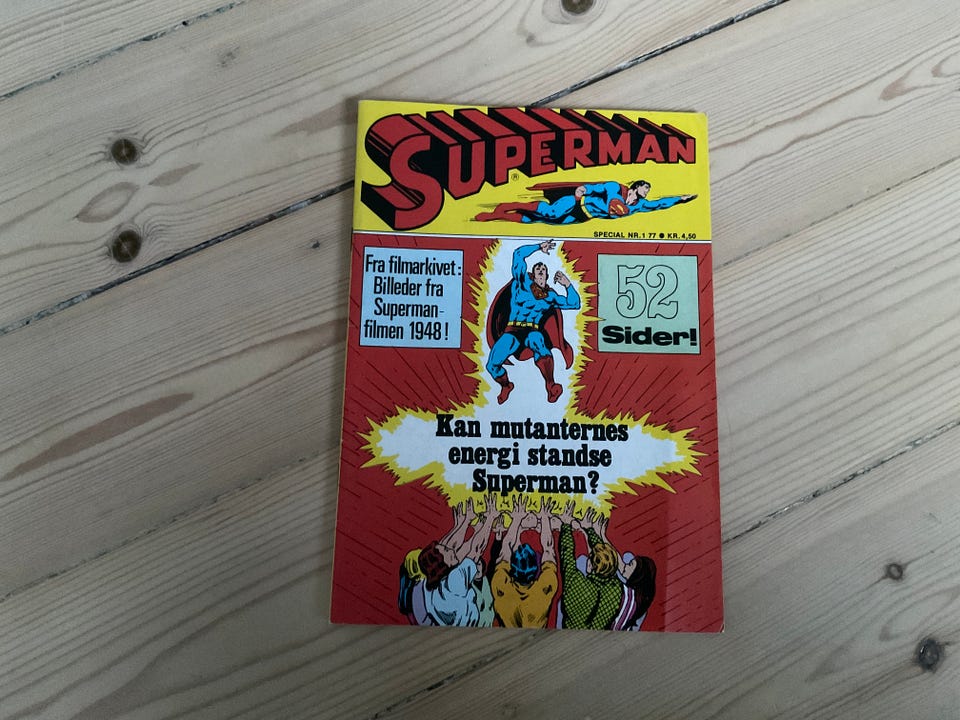 SUPERMAN
®
SPECIAL NR. 1 77 ● KR. 4,50
Fra filmarkivet:
Billeder fra
Superman-
filmen 1948!
52
Sider!
Kan mutanternes
energi standse
Superman?